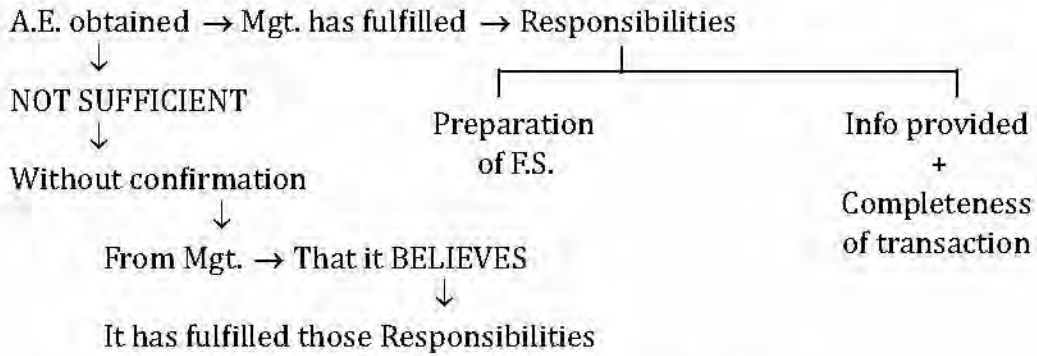 A.E. obtained → Mgt. has fulfilled → Responsibilities
↓
NOT SUFFICIENT
↓
Without confirmation
↓
From Mgt. → That it BELIEVES
↓
It has fulfilled those Responsibilities
Preparation
of F.S.
Info provided
+
Completeness
of transaction